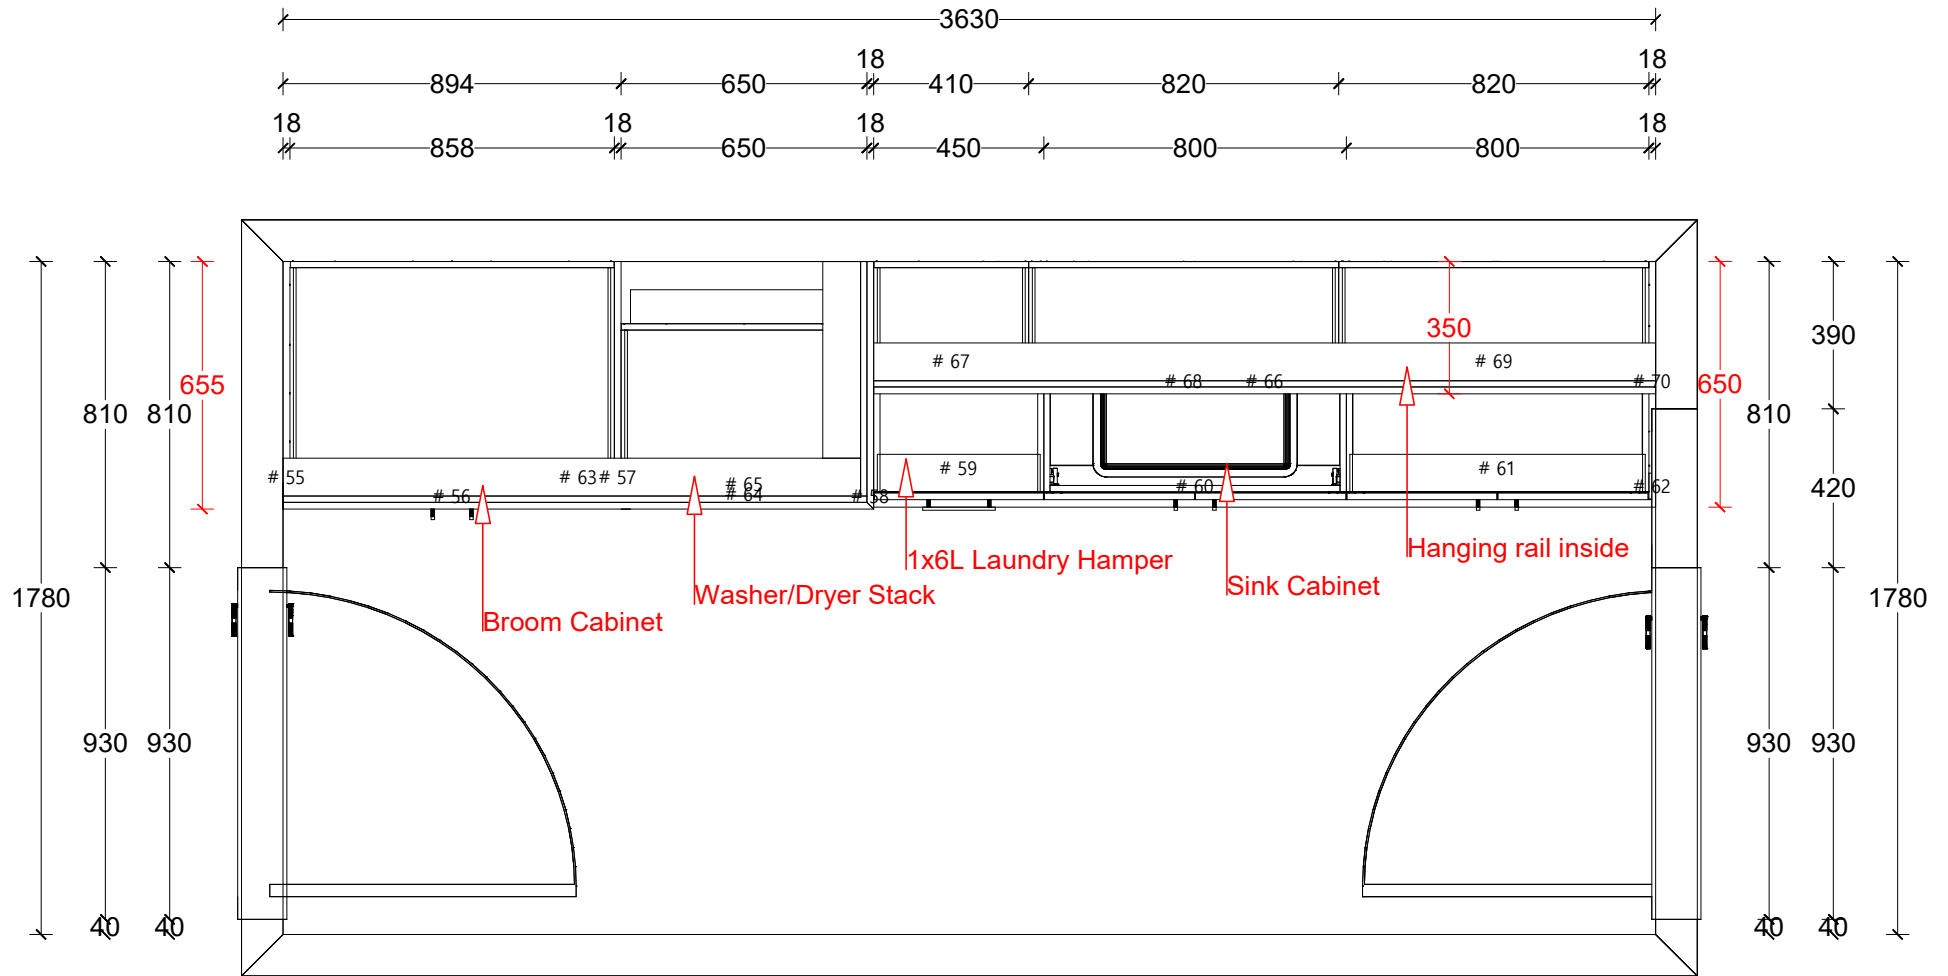 3630
18 18
894 650 410 820 820
18 18 18 18
858 650 450 800 800
350
390
# 67 # 69
655 # 68 # 66 # 70 650
810 810 810
# 59 # 61
# 55 # 63 # 57 # 65
# 56 # 64 # 58 # 60 # 62 420
1x6L Laundry Hamper Hanging rail inside
Washer/Dryer Stack Sink Cabinet
1780 1780
Broom Cabinet
930 930 930 930
40 40 40 40